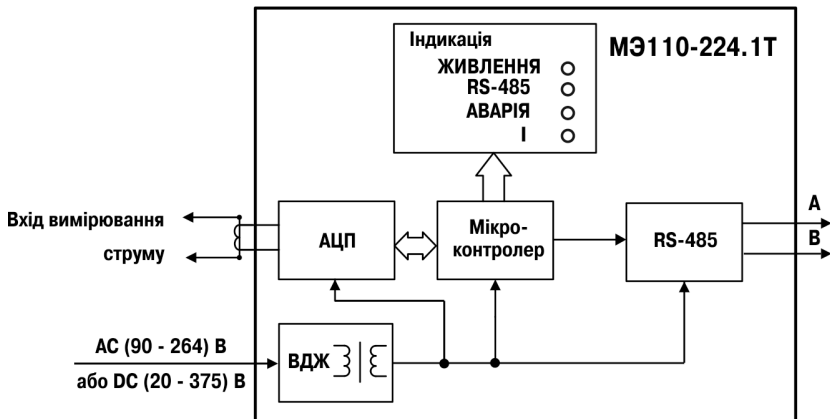 Індикація
МЭ110-224.1Т
ЖИВЛЕННЯ
RS-485
АВАРІЯ
I
Вхід вимірювання
струму
АЦП
Мікро-
контролер
RS-485
A
B
AC (90 - 264) В
або DC (20 - 375) В
ВДЖ